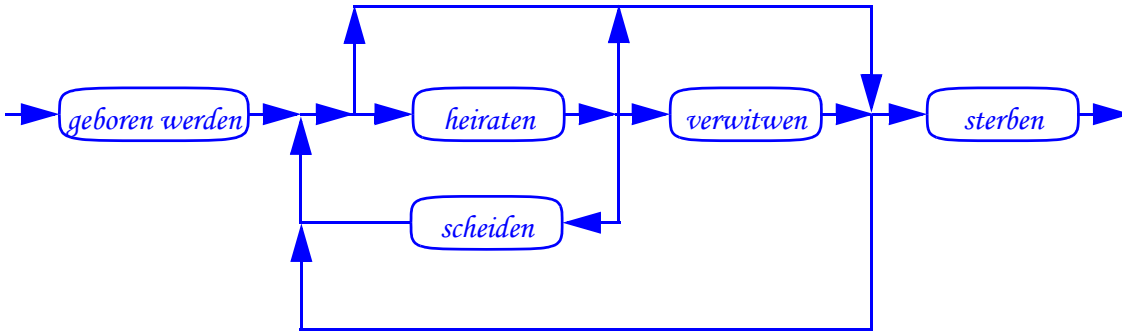 geboren werden
heiraten
verwitwen
sterben
scheiden